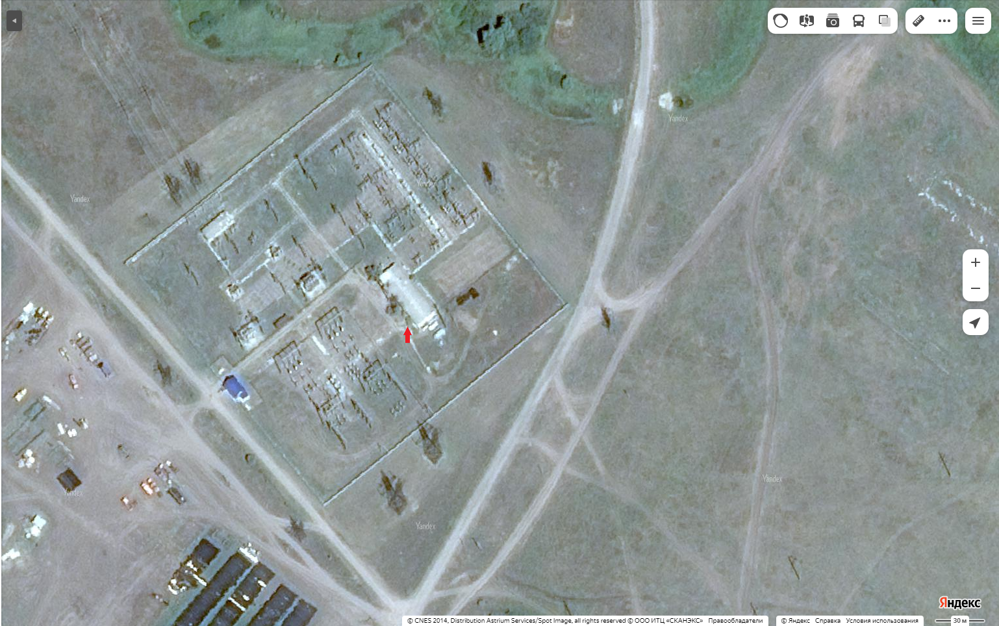 Yandex
Yandex
Yandex
Yandex
Yandex
Yandex
Яндекс
© CNES 2014, Distribution Astrium Services/Spot Image, all rights reserved © ООО ИТЦ «СКАНЭКС» Правообладатели
© Яндекс Справка Условия использования
30 м